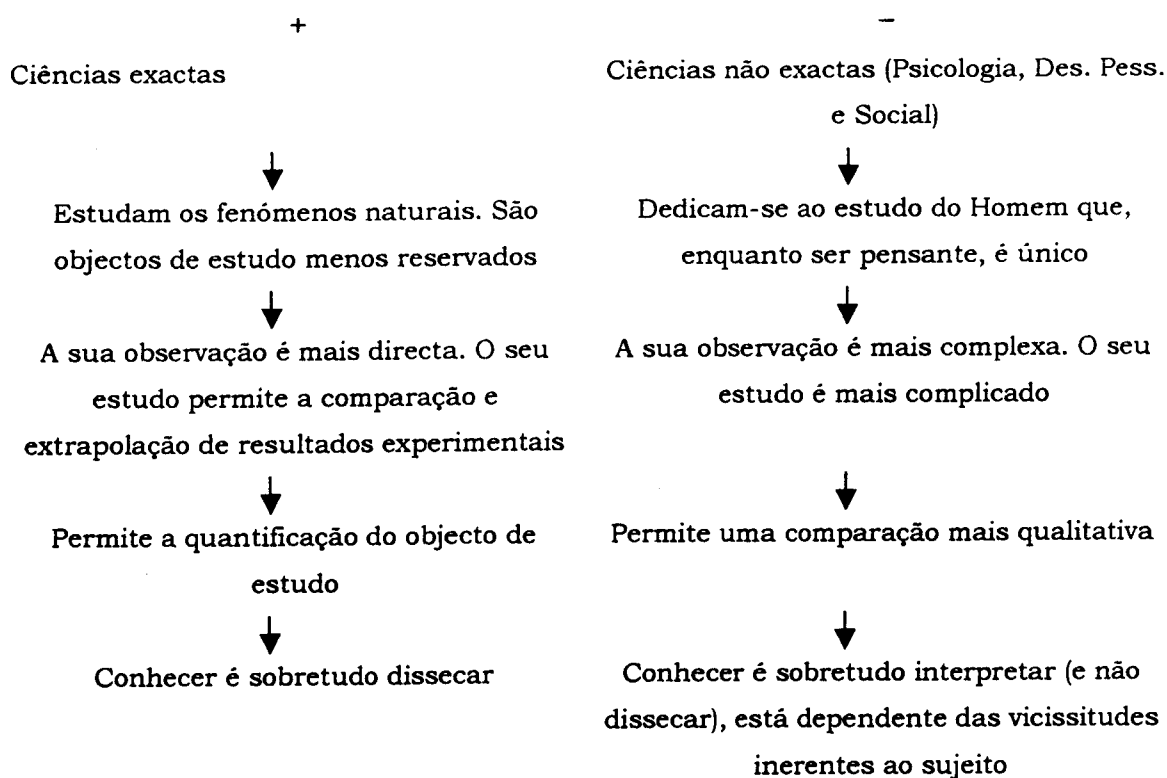 +
Ciências exactas
Estudam os fenómenos naturais. São
objectos de estudo menos reservados
A sua observação é mais directa. O seu
estudo permite a comparação e
extrapolação de resultados experimentais
Permite a quantificação do objecto de
estudo
Conhecer é sobretudo dissecar
–
Ciências não exactas (Psicologia, Des. Pess.
e Social)
Dedicam-se ao estudo do Homem que,
enquanto ser pensante, é único
A sua observação é mais complexa. O seu
estudo é mais complicado
Permite uma comparação mais qualitativa
Conhecer é sobretudo interpretar (e não
dissecar), está dependente das vicissitudes
inerentes ao sujeito